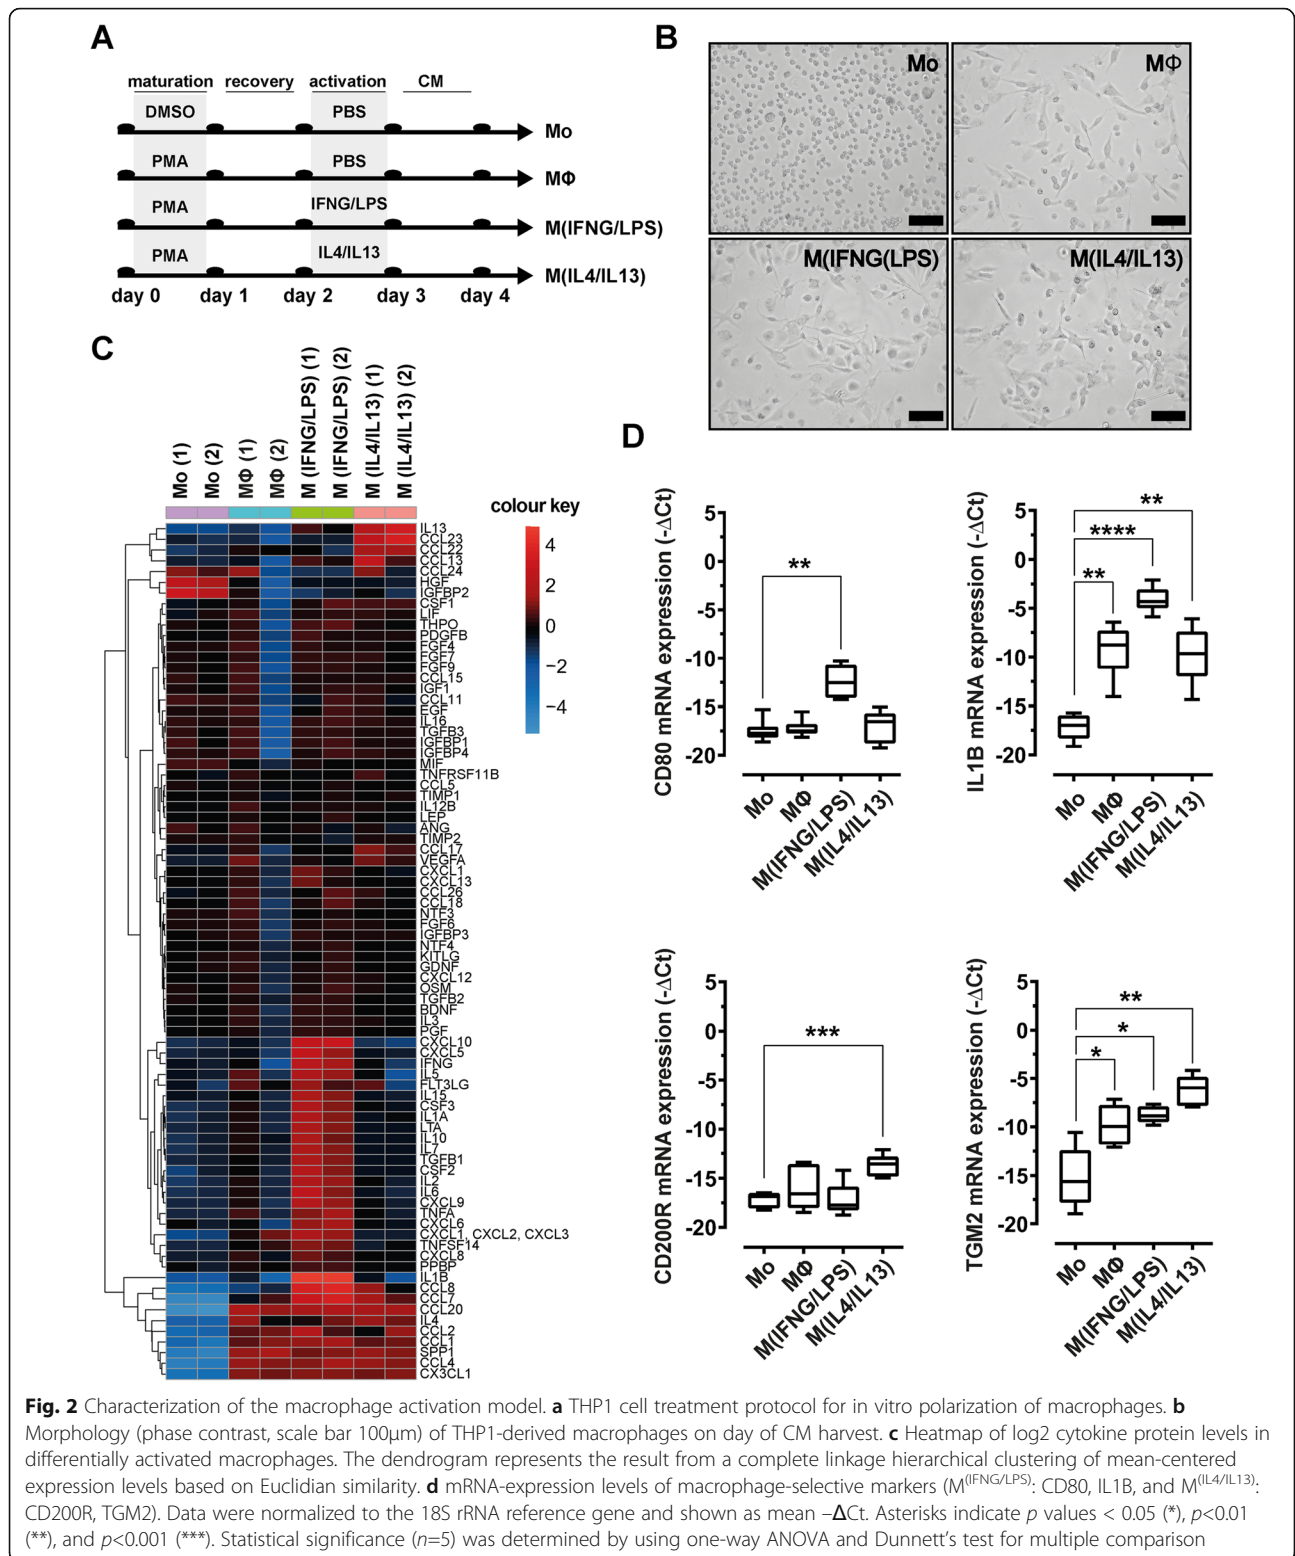 A
maturation recovery activation CM
DMSO PBS
Mo
PMA PBS
MΦ
PMA IFNG/LPS
M(IFNG/LPS)
PMA IL4/IL13
M(IL4/IL13)
day 0 day 1 day 2 day 3 day 4
B
Mo
MΦ
M(IFNG(LPS)
M(IL4/IL13)
C
Mo (1)
Mo (2)
MΦ (1)
MΦ (2)
M (IFNG/LPS) (1)
M (IFNG/LPS) (2)
M (IL4/IL13) (1)
M (IL4/IL13) (2)
colour key
4
2
0
−2
−4
IL13
CCL23
CCL22
CCL13
CCL24
HGF
IGFBP2
CSF1
LIF
THPO
PDGFB
FGF4
FGF7
FGF9
CCL15
IGF1
CCL11
EGF
IL16
TGFB3
IGFBP1
IGFBP4
MIF
TNFRSF11B
CCL5
TIMP1
IL12B
LEP
ANG
TIMP2
CCL17
VEGFA
CXCL1
CXCL13
CCL26
CCL18
NTF3
FGF6
IGFBP3
NTF4
KITLG
GDNF
CXCL12
OSM
TGFB2
BDNF
IL3
PGF
CXCL10
CXCL5
IFNG
IL5
FLT3LG
IL15
CSF3
IL1A
LTA
IL10
IL7
TGFB1
CSF2
IL2
IL6
CXCL9
TNFA
CXCL6
CXCL1, CXCL2, CXCL3
TNFSF14
CXCL8
PPBP
IL1B
CCL8
CCL7
CCL20
IL4
CCL2
CCL1
SPP1
CCL4
CX3CL1
D
CD80 mRNA expression (-ΔCt)
5
0
-5
-10
-15
-20
**
Mo
MΦ
M(IFNG/LPS)
M(IL4/IL13)
IL1B mRNA expression (-ΔCt)
5
0
-5
-10
-15
-20
**
****
**
Mo
MΦ
M(IFNG/LPS)
M(IL4/IL13)
CD200R mRNA expression (-ΔCt)
5
0
-5
-10
-15
-20
***
Mo
MΦ
M(IFNG/LPS)
M(IL4/IL13)
TGM2 mRNA expression (-ΔCt)
5
0
-5
-10
-15
-20
**
*
*
Mo
MΦ
M(IFNG/LPS)
M(IL4/IL13)
Fig. 2 Characterization of the macrophage activation model. a THP1 cell treatment protocol for in vitro polarization of macrophages. b
Morphology (phase contrast, scale bar 100μm) of THP1-derived macrophages on day of CM harvest. c Heatmap of log2 cytokine protein levels in
differentially activated macrophages. The dendrogram represents the result from a complete linkage hierarchical clustering of mean-centered
expression levels based on Euclidian similarity. d mRNA-expression levels of macrophage-selective markers (M(IFNG/LPS): CD80, IL1B, and M(IL4/IL13):
CD200R, TGM2). Data were normalized to the 18S rRNA reference gene and shown as mean –ΔCt. Asterisks indicate p values < 0.05 (*), p<0.01
(**), and p<0.001 (***). Statistical significance (n=5) was determined by using one-way ANOVA and Dunnett's test for multiple comparison